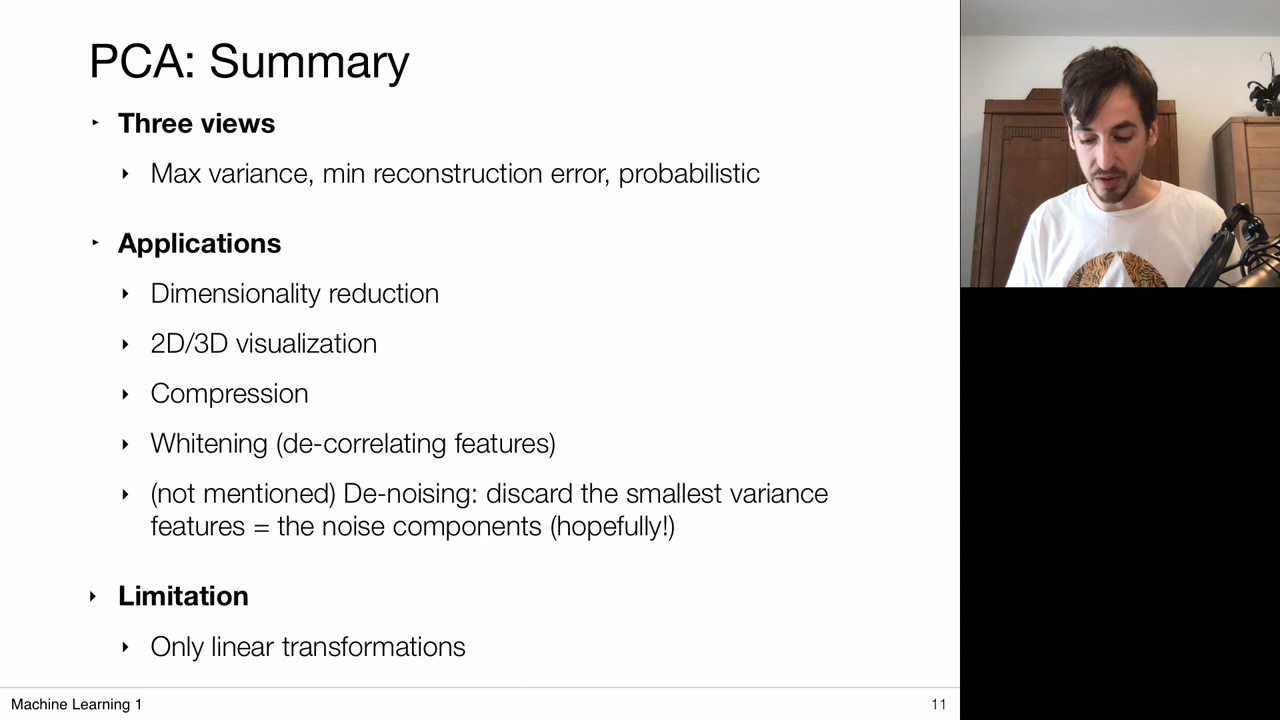 PCA: Summary
Three views
Max variance, min reconstruction error, probabilistic
Applications
Dimensionality reduction
2D/3D visualization
Compression
Whitening (de-correlating features)
(not mentioned) De-noising: discard the smallest variance
features = the noise components (hopefully!)
Limitation
Only linear transformations
Machine Learning 1
11